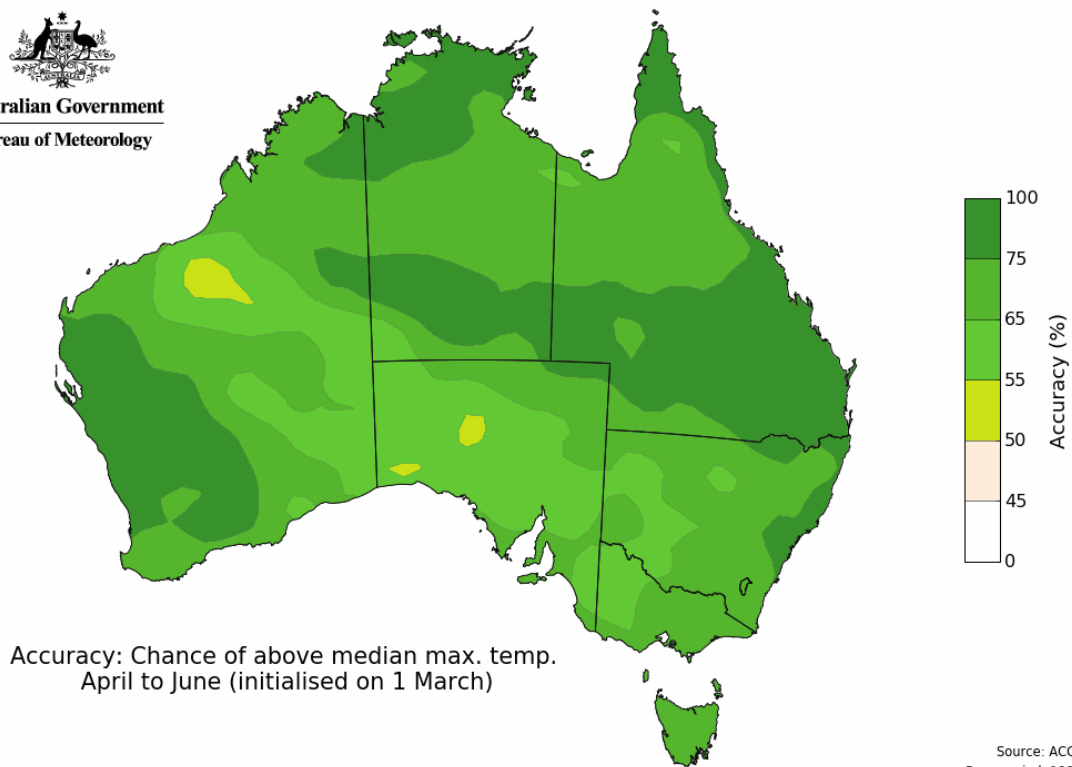 ralian Government
reau of Meteorology
100
75
65
55
50
45
0
Accuracy (%)
Accuracy: Chance of above median max. temp.
April to June (initialised on 1 March)
Source: ACC